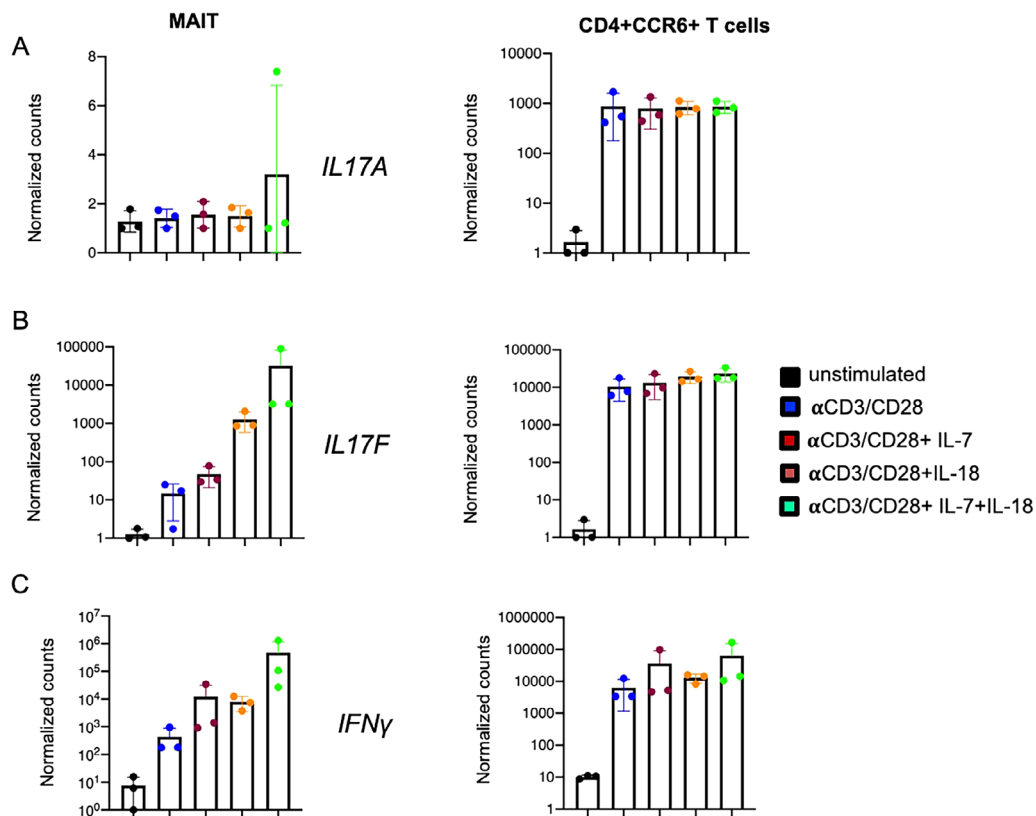 MAIT
CD4+CCR6+ T cells
A
Normalized counts
8
6
4
2
0
IL17A
Normalized counts
10000
1000
100
10
1
B
Normalized counts
100000
10000
1000
100
10
1
IL17F
Normalized counts
100000
10000
1000
100
10
1
unstimulated
αCD3/CD28
αCD3/CD28+ IL-7
αCD3/CD28+IL-18
αCD3/CD28+ IL-7+IL-18
C
Normalized counts
10⁷
10⁶
10⁵
10⁴
10³
10²
10¹
10⁰
IFNγ
Normalized counts
1000000
100000
10000
1000
100
10
1